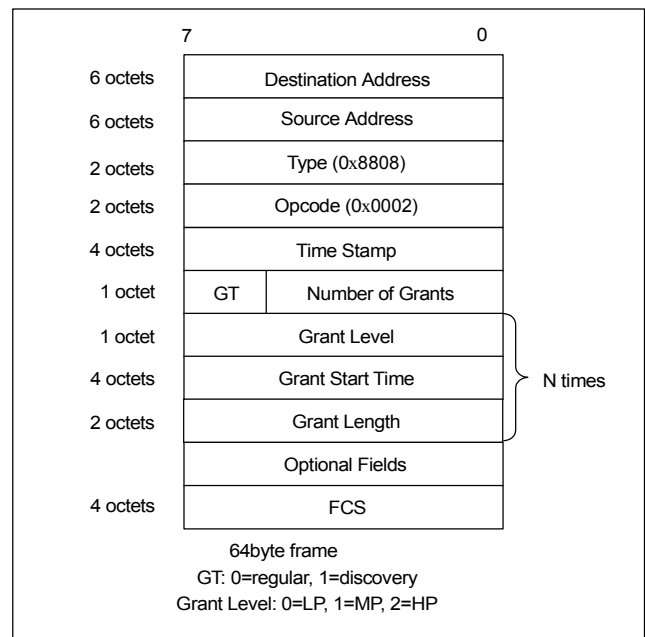 7 0
6 octets Destination Address
6 octets Source Address
2 octets Type (0x8808)
2 octets Opcode (0x0002)
4 octets Time Stamp
1 octet GT Number of Grants
1 octet Grant Level
4 octets Grant Start Time N times
2 octets Grant Length
Optional Fields
4 octets FCS
64byte frame
GT: 0=regular, 1=discovery
Grant Level: 0=LP, 1=MP, 2=HP